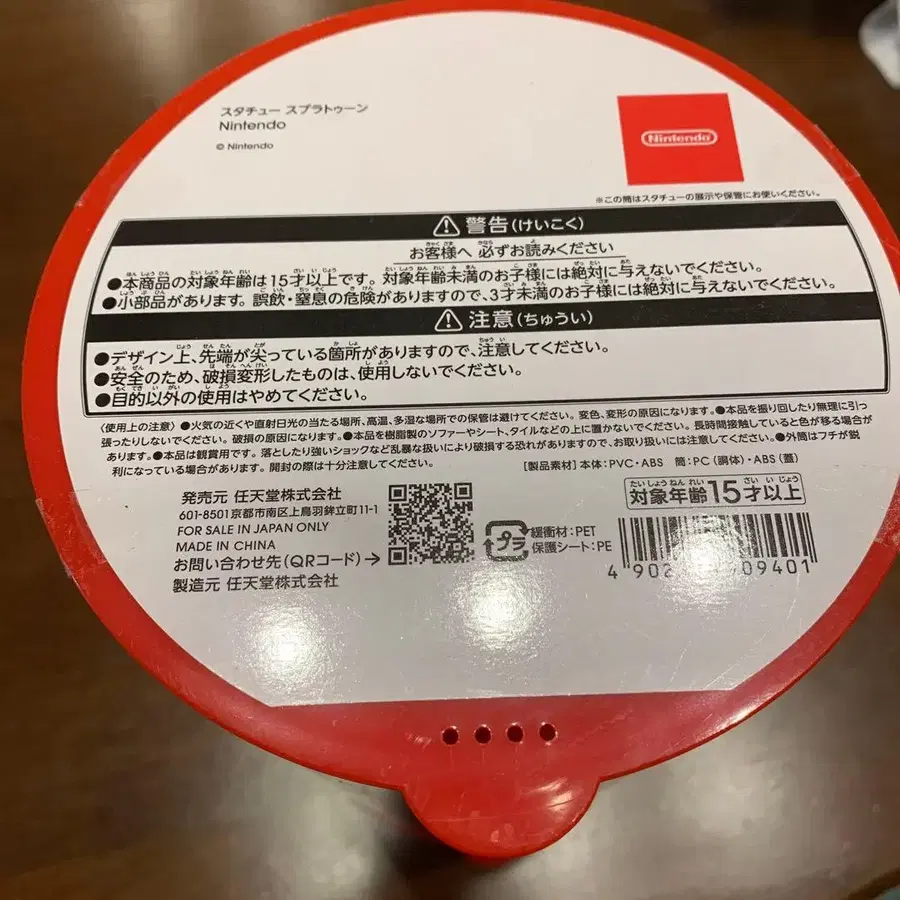 スタチュー スプラトゥーン
Nintendo
© Nintendo
Nintendo
※この筒はスタチューの展示や保管にお使いください。
警告(けいこく)
お客様へ 必ずお読みください
●本商品の対象年齢は15才以上です。対象年齢未満のお子様には絶対に与えないでください。
●小部品があります。誤飲・窒息の危険がありますので、3才未満のお子様には絶対に与えないでください。
注意(ちゅうい)
●デザイン上、先端が尖っている箇所がありますので、注意してください。
●安全のため、破損変形したものは、使用しないでください。
●目的以外の使用はやめてください。
〈使用上の注意〉●火気の近くや直射日光の当たる場所、高温、多湿な場所での保管は避けてください。変色、変形の原因になります。●本品を振り回したり無理に引っ
張ったりしないでください。破損の原因になります。●本品を樹脂製のソファーやシート、タイルなどの上に置かないでください。長時間接触していると色が移る場合が
あります。●本品は観賞用です。落としたり強いショックなど乱暴な扱いにより破損する恐れがありますので、お取り扱いには注意してください。●外筒はフチが鋭
利になっている場合があります。開封の際は十分注意してください。
[製品素材] 本体:PVC・ABS 筒:PC(胴体)・ABS(蓋)
発売元 任天堂株式会社
601-8501京都市南区上鳥羽鉾立町11-1
FOR SALE IN JAPAN ONLY
MADE IN CHINA
お問い合わせ先(QRコード)→
製造元 任天堂株式会社
プラ
緩衝材:PET
保護シート:PE
たいしょうねんれい さいいじょう
対象年齢15才以上
4 902 09401